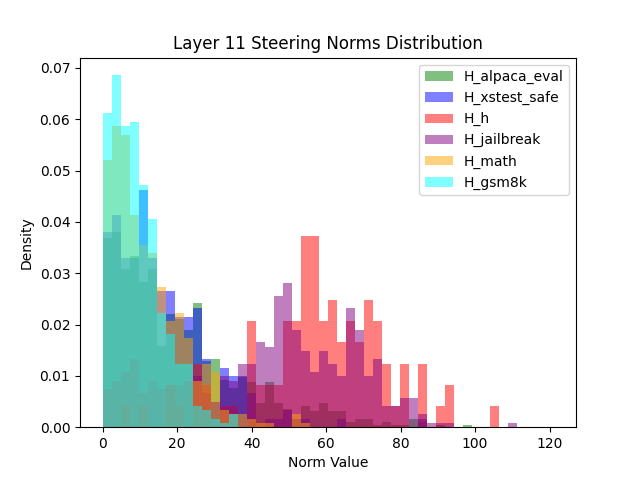 Layer 11 Steering Norms Distribution
H_alpaca_eval
H_xstest_safe
H_h
H_jailbreak
H_math
H_gsm8k
Density
0.07
0.06
0.05
0.04
0.03
0.02
0.01
0.00
0 20 40 60 80 100 120
Norm Value